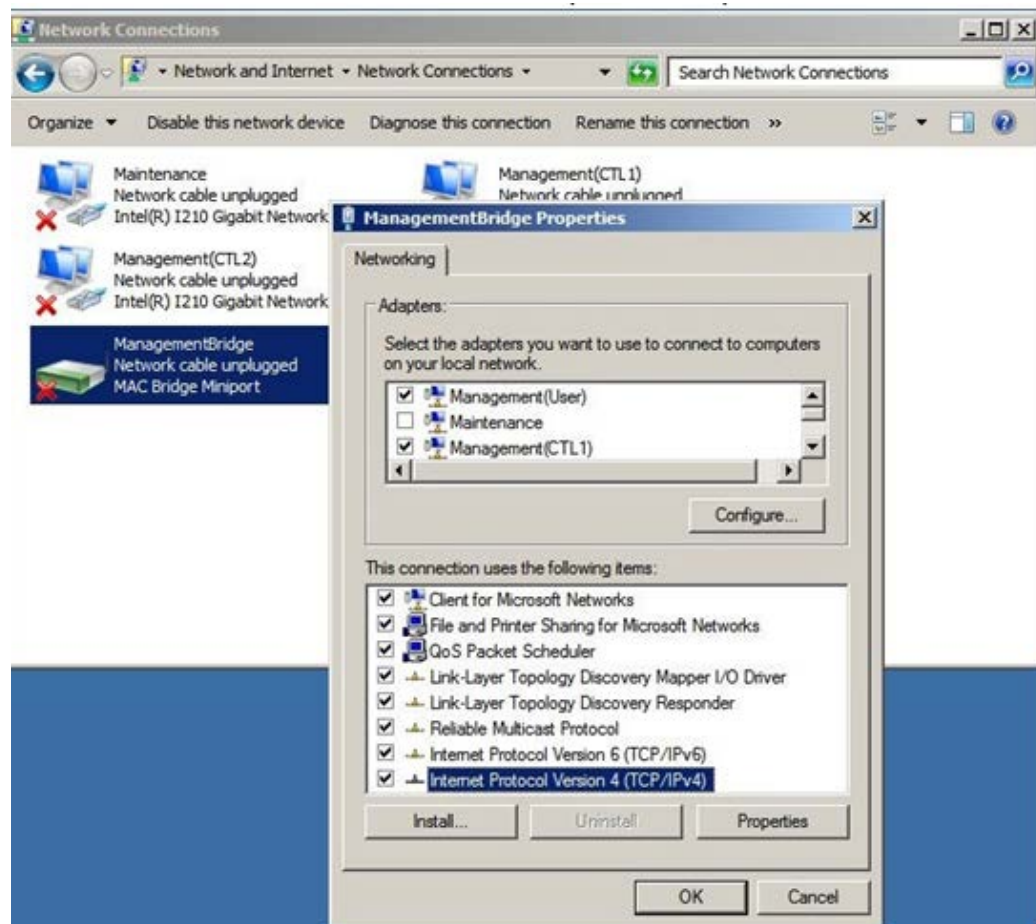 Network Connections
Network and Internet Network Connections Search Network Connections
Organize Disable this network device Diagnose this connection Rename this connection »
Maintenance
Network cable unplugged
Intel(R) I210 Gigabit Network
Management(CTL1)
Network cable unplugged
Management(CTL2)
Network cable unplugged
Intel(R) I210 Gigabit Network
ManagementBridge
Network cable unplugged
MAC Bridge Miniport
ManagementBridge Properties
Networking
Adapters:
Select the adapters you want to use to connect to computers
on your local network.
Management(User)
Maintenance
Management(CTL1)
Configure...
This connection uses the following items:
Client for Microsoft Networks
File and Printer Sharing for Microsoft Networks
QoS Packet Scheduler
Link-Layer Topology Discovery Mapper I/O Driver
Link-Layer Topology Discovery Responder
Reliable Multicast Protocol
Internet Protocol Version 6 (TCP/IPv6)
Internet Protocol Version 4 (TCP/IPv4)
Install... Uninstall Properties
OK Cancel